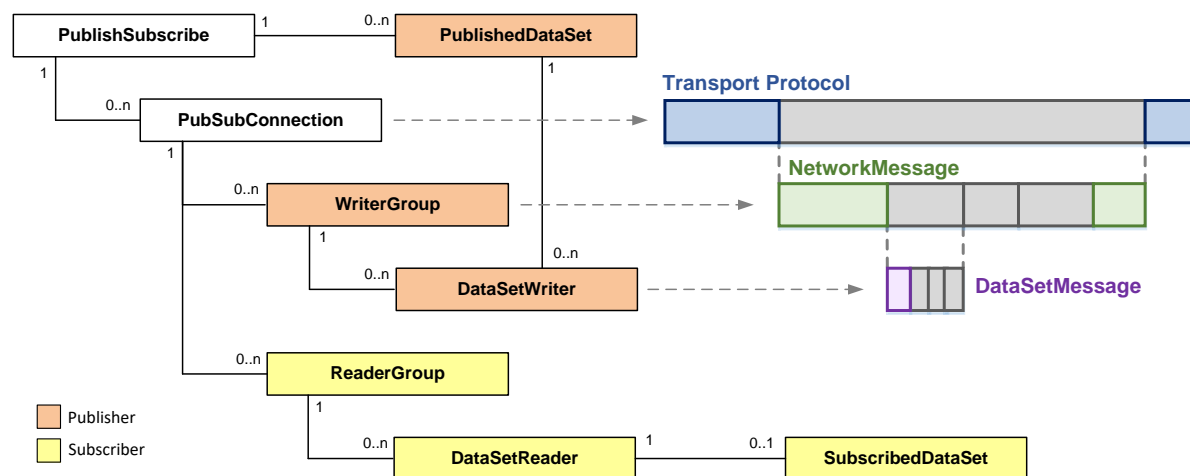 PublishSubscribe
1
0..n
PublishedDataSet
1
1
Transport Protocol
0..n
PubSubConnection
1
NetworkMessage
0..n
WriterGroup
1
0..n
0..n
DataSetWriter
DataSetMessage
0..n
ReaderGroup
1
Publisher
Subscriber
0..n
DataSetReader
1
0..1
SubscribedDataSet